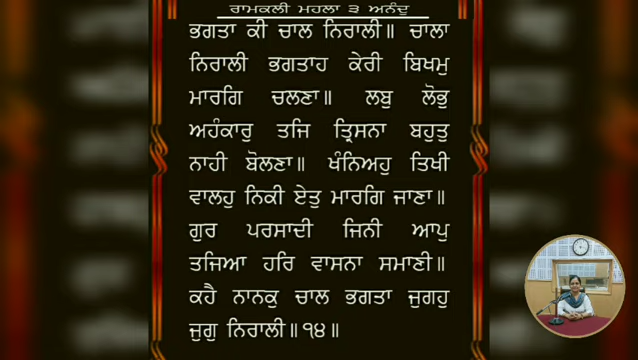 ਰਾਮਕਲੀ ਮਹਲਾ ੩ ਅਨੰਦੁ
ਭਗਤਾ ਕੀ ਚਾਲ ਨਿਰਾਲੀ॥ ਚਾਲਾ
ਨਿਰਾਲੀ ਭਗਤਾਹ ਕੇਰੀ ਬਿਖਮੁ
ਮਾਰਗਿ ਚਲਣਾ॥ ਲਬੁ ਲੋਭੁ
ਅਹੰਕਾਰੁ ਤਜਿ ਤ੍ਰਿਸਨਾ ਬਹੁਤੁ
ਨਾਹੀ ਬੋਲਣਾ॥ ਖੰਨਿਅਹੁ ਤਿਖੀ
ਵਾਲਹੁ ਨਿਕੀ ਏਤੁ ਮਾਰਗਿ ਜਾਣਾ॥
ਗੁਰ ਪਰਸਾਦੀ ਜਿਨੀ ਆਪੁ
ਤਜਿਆ ਹਰਿ ਵਾਸਨਾ ਸਮਾਣੀ॥
ਕਹੈ ਨਾਨਕੁ ਚਾਲ ਭਗਤਾ ਜੁਗਹੁ
ਜੁਗੁ ਨਿਰਾਲੀ॥੧੪॥